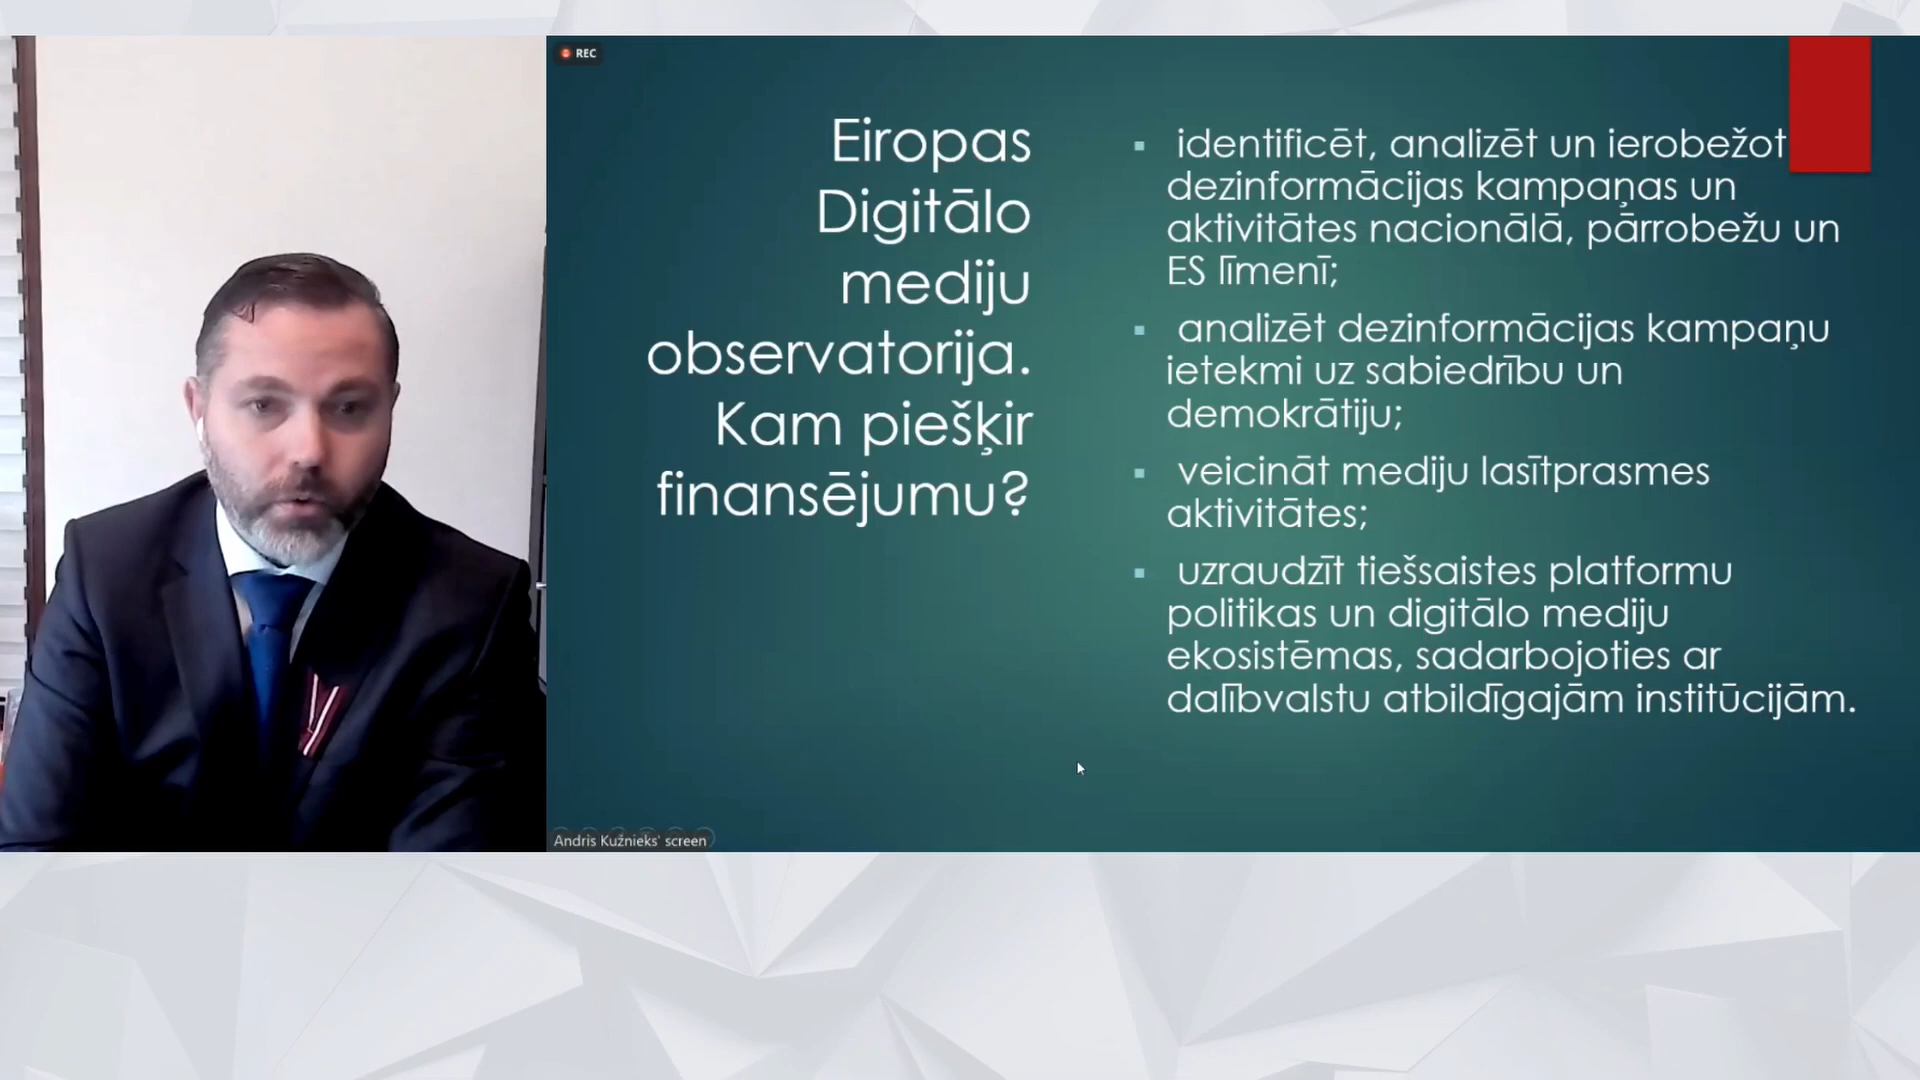 REC
Eiropas
Digitālo
mediju
observatorija.
Kam piešķir
finansējumu?
▪ identificēt, analizēt un ierobežot
dezinformācijas kampaņas un
aktivitātes nacionālā, pārrobežu un
ES līmenī;
▪ analizēt dezinformācijas kampaņu
ietekmi uz sabiedrību un
demokrātiju;
▪ veicināt mediju lasītprasmes
aktivitātes;
▪ uzraudzīt tiešsaistes platformu
politikas un digitālo mediju
ekosistēmas, sadarbojoties ar
dalībvalstu atbildīgajām institūcijām.
Andris Kužnieks' screen